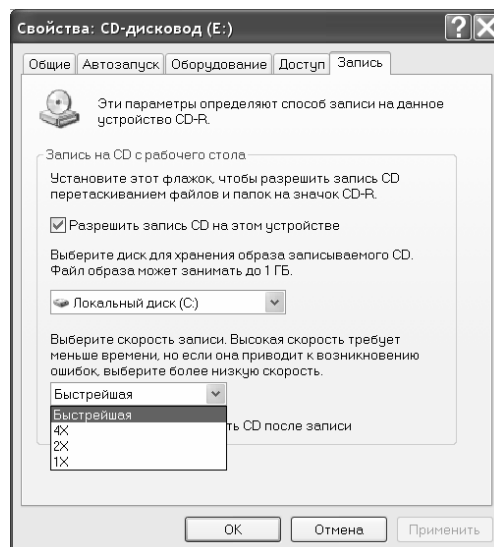 Свойства: CD-дисковод (E:)
Общие Автозапуск Оборудование Доступ Запись
Эти параметры определяют способ записи на данное
устройство CD-R.
Запись на CD с рабочего стола
Установите этот флажок, чтобы разрешить запись CD
перетаскиванием файлов и папок на значок CD-R.
Разрешить запись CD на этом устройстве
Выберите диск для хранения образа записываемого CD.
Файл образа может занимать до 1 ГБ.
Локальный диск (C:)
Выберите скорость записи. Высокая скорость требует
меньше времени, но если она приводит к возникновению
ошибок, выберите более низкую скорость.
Быстрейшая
Быстрейшая
4X
ть CD после записи
2X
1X
OK Отмена Применить